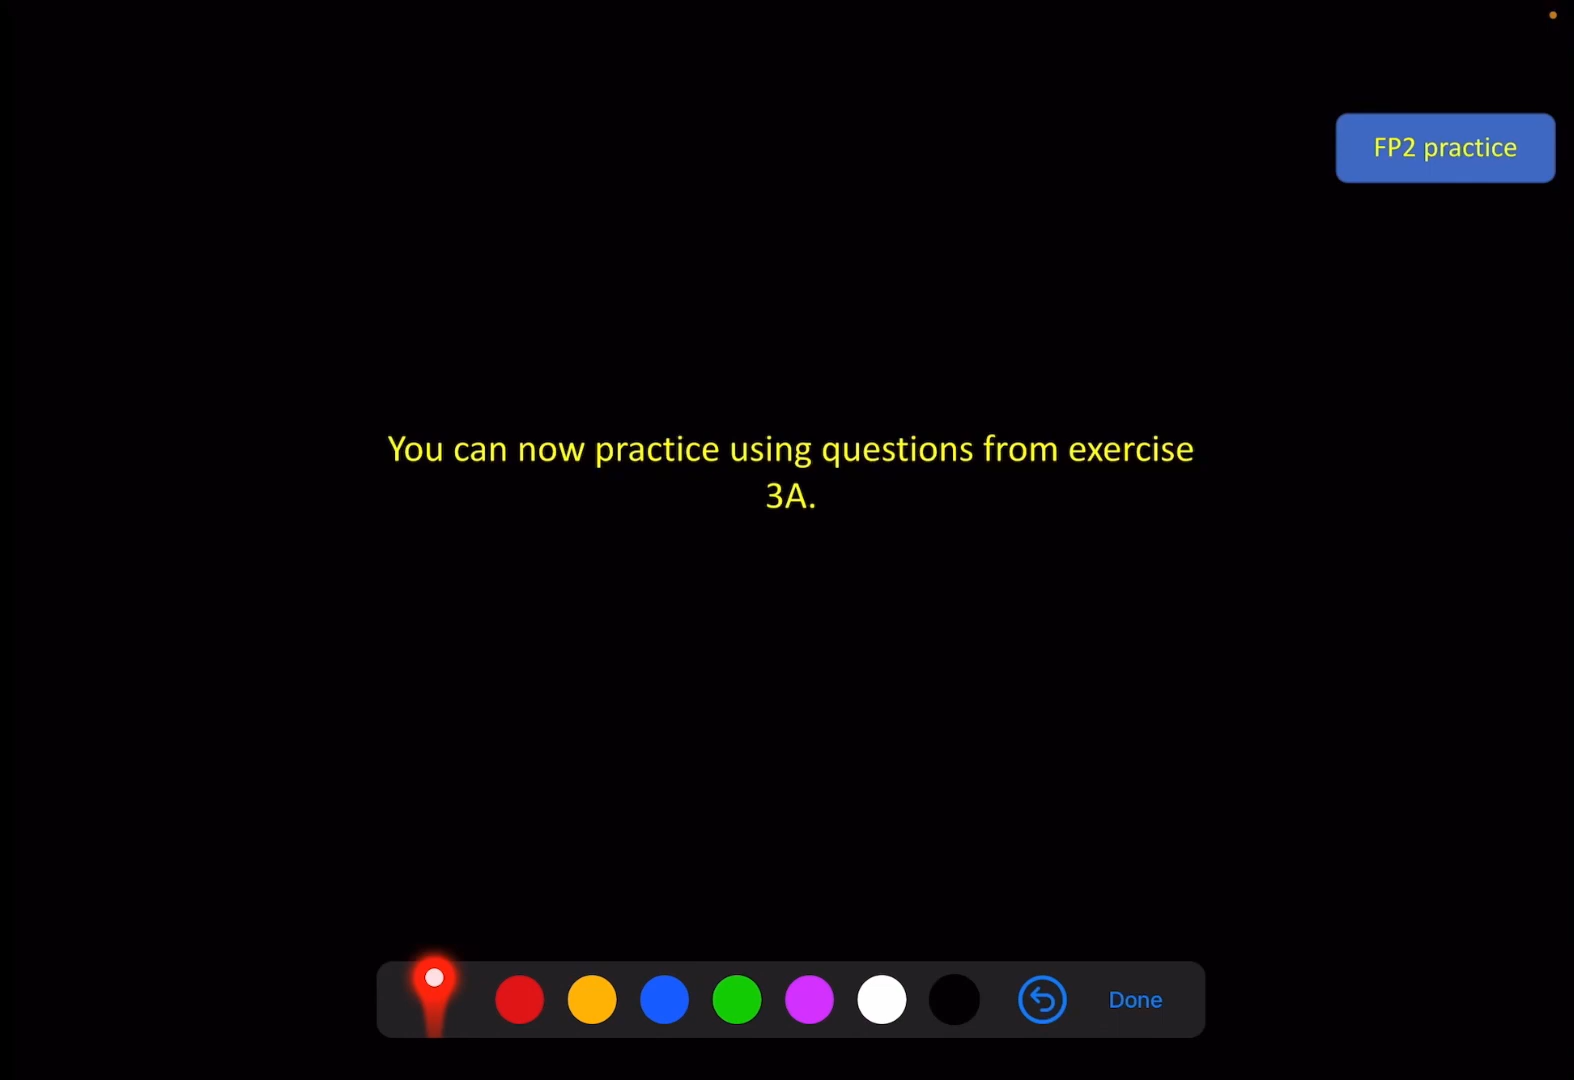 FP2 practice
You can now practice using questions from exercise
3A.
Done